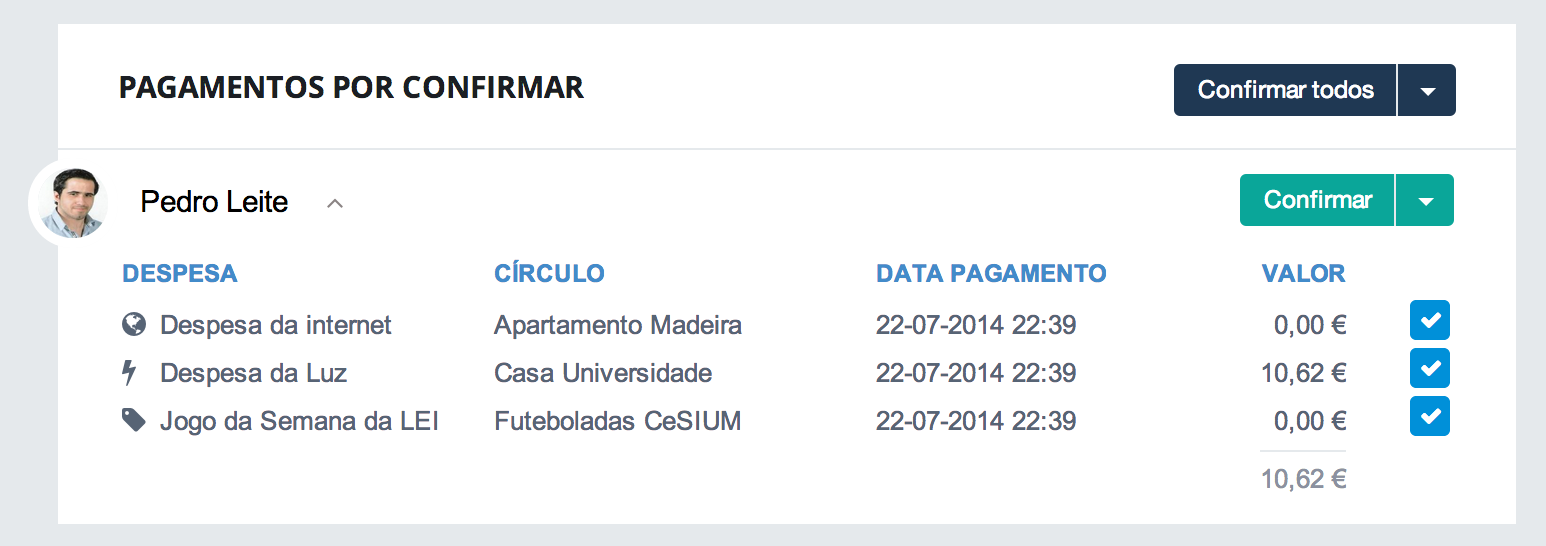 PAGAMENTOS POR CONFIRMAR Confirmar todos
Pedro Leite Confirmar
DESPESA CÍRCULO DATA PAGAMENTO VALOR
Despesa da internet Apartamento Madeira 22-07-2014 22:39 0,00 €
Despesa da Luz Casa Universidade 22-07-2014 22:39 10,62 €
Jogo da Semana da LEI Futeboladas CeSIUM 22-07-2014 22:39 0,00 €
10,62 €